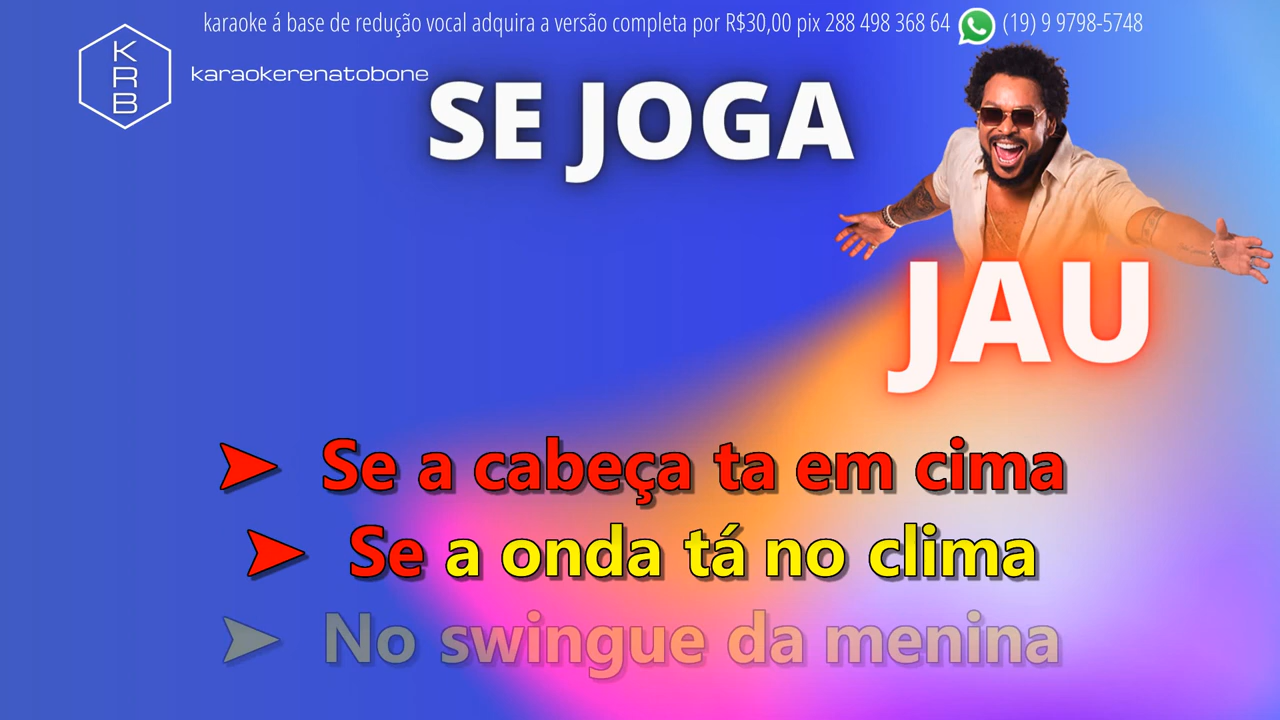 karaoke á base de redução vocal adquira a versão completa por R$30,00 pix 288 498 368 64 (19) 9 9798-5748
KRB
karaokerenatobone
SE JOGA
JAU
➤ Se a cabeça ta em cima
➤ Se a onda tá no clima
➤ No swingue da menina